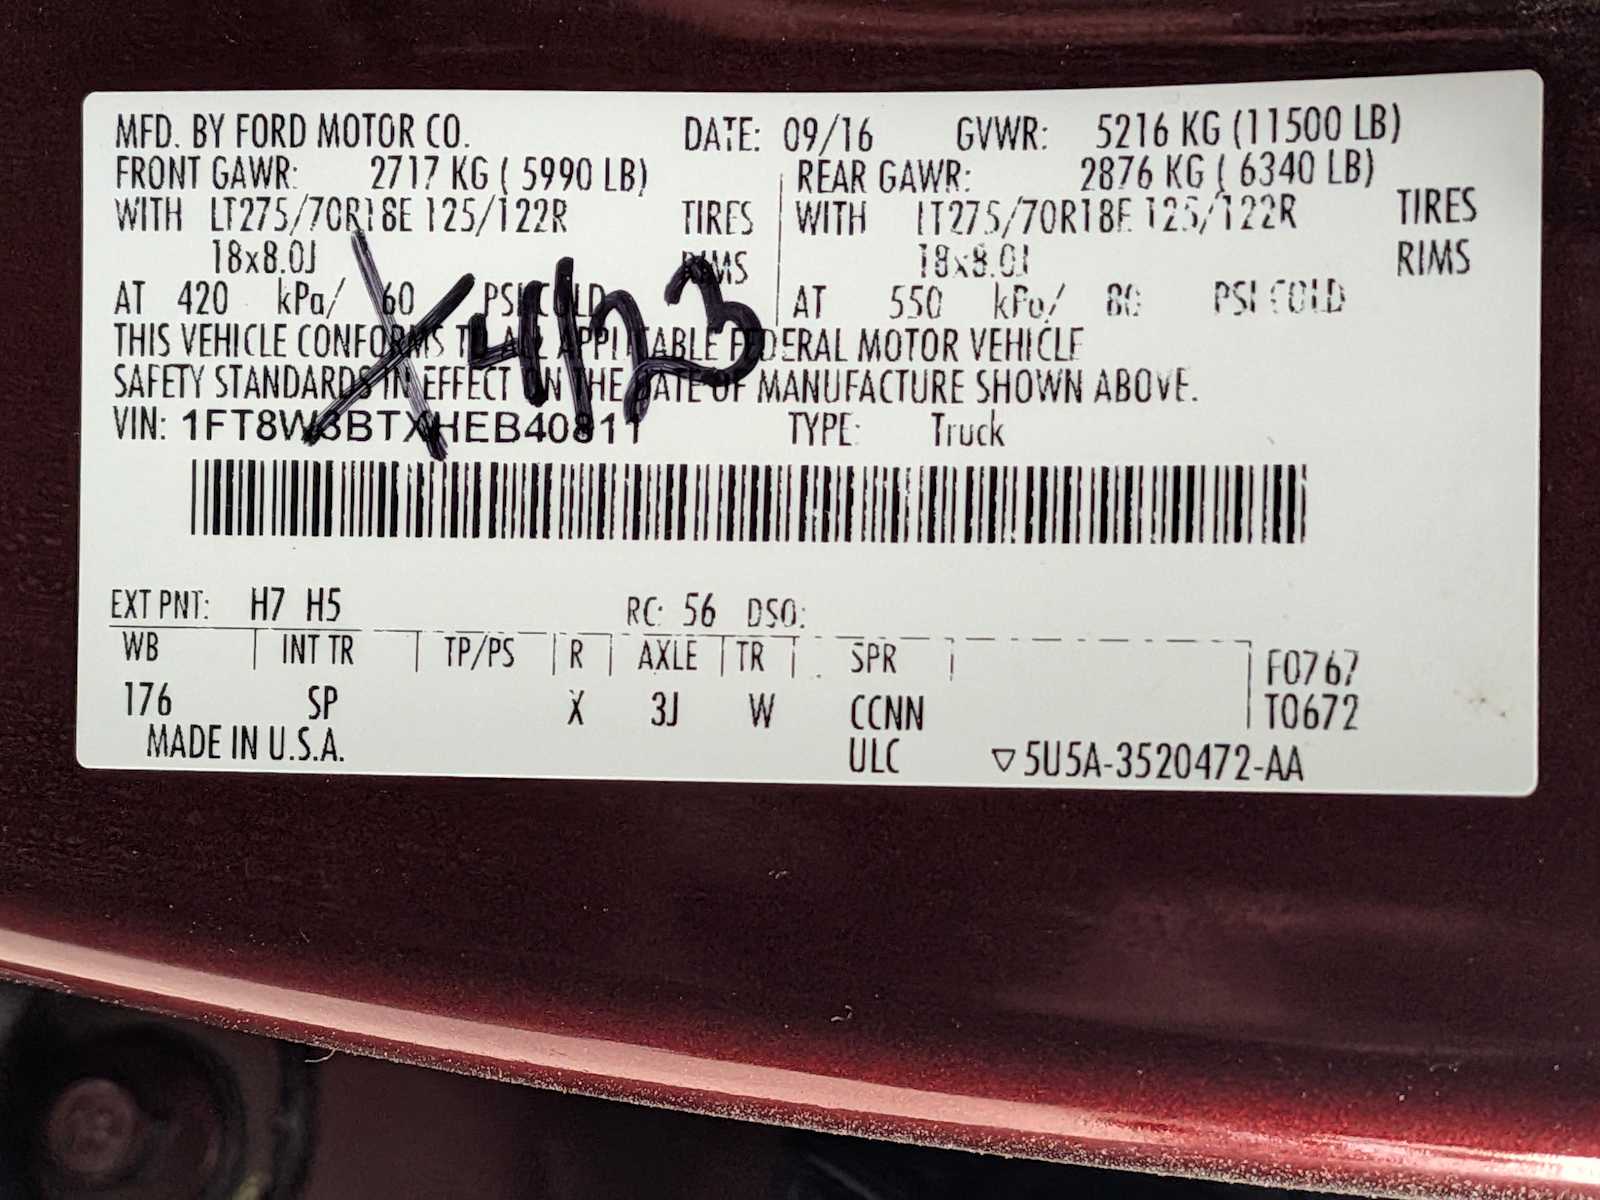 MFD. BY FORD MOTOR CO. DATE: 09/16 GVWR: 5216 KG (11500 LB)
FRONT GAWR: 2717 KG ( 5990 LB) REAR GAWR: 2876 KG ( 6340 LB)
WITH LT275/70R18E 125/122R TIRES WITH LT275/70R18E 125/122R TIRES
18x8.0J RIMS 18x8.0J RIMS
AT 420 kPa/ 60 PSI COLD AT 550 kPa/ 80 PSI COLD
X 4/23
THIS VEHICLE CONFORMS TO ALL APPLICABLE FEDERAL MOTOR VEHICLE
SAFETY STANDARDS IN EFFECT ON THE DATE OF MANUFACTURE SHOWN ABOVE.
VIN: 1FT8W3BTXHEB40811 TYPE: Truck
EXT PNT: H7 H5 RC: 56 DSO:
WB INT TR TP/PS R AXLE TR SPR F0767
176 SP X 3J W CCNN T0672
MADE IN U.S.A. ULC ▽5U5A-3520472-AA